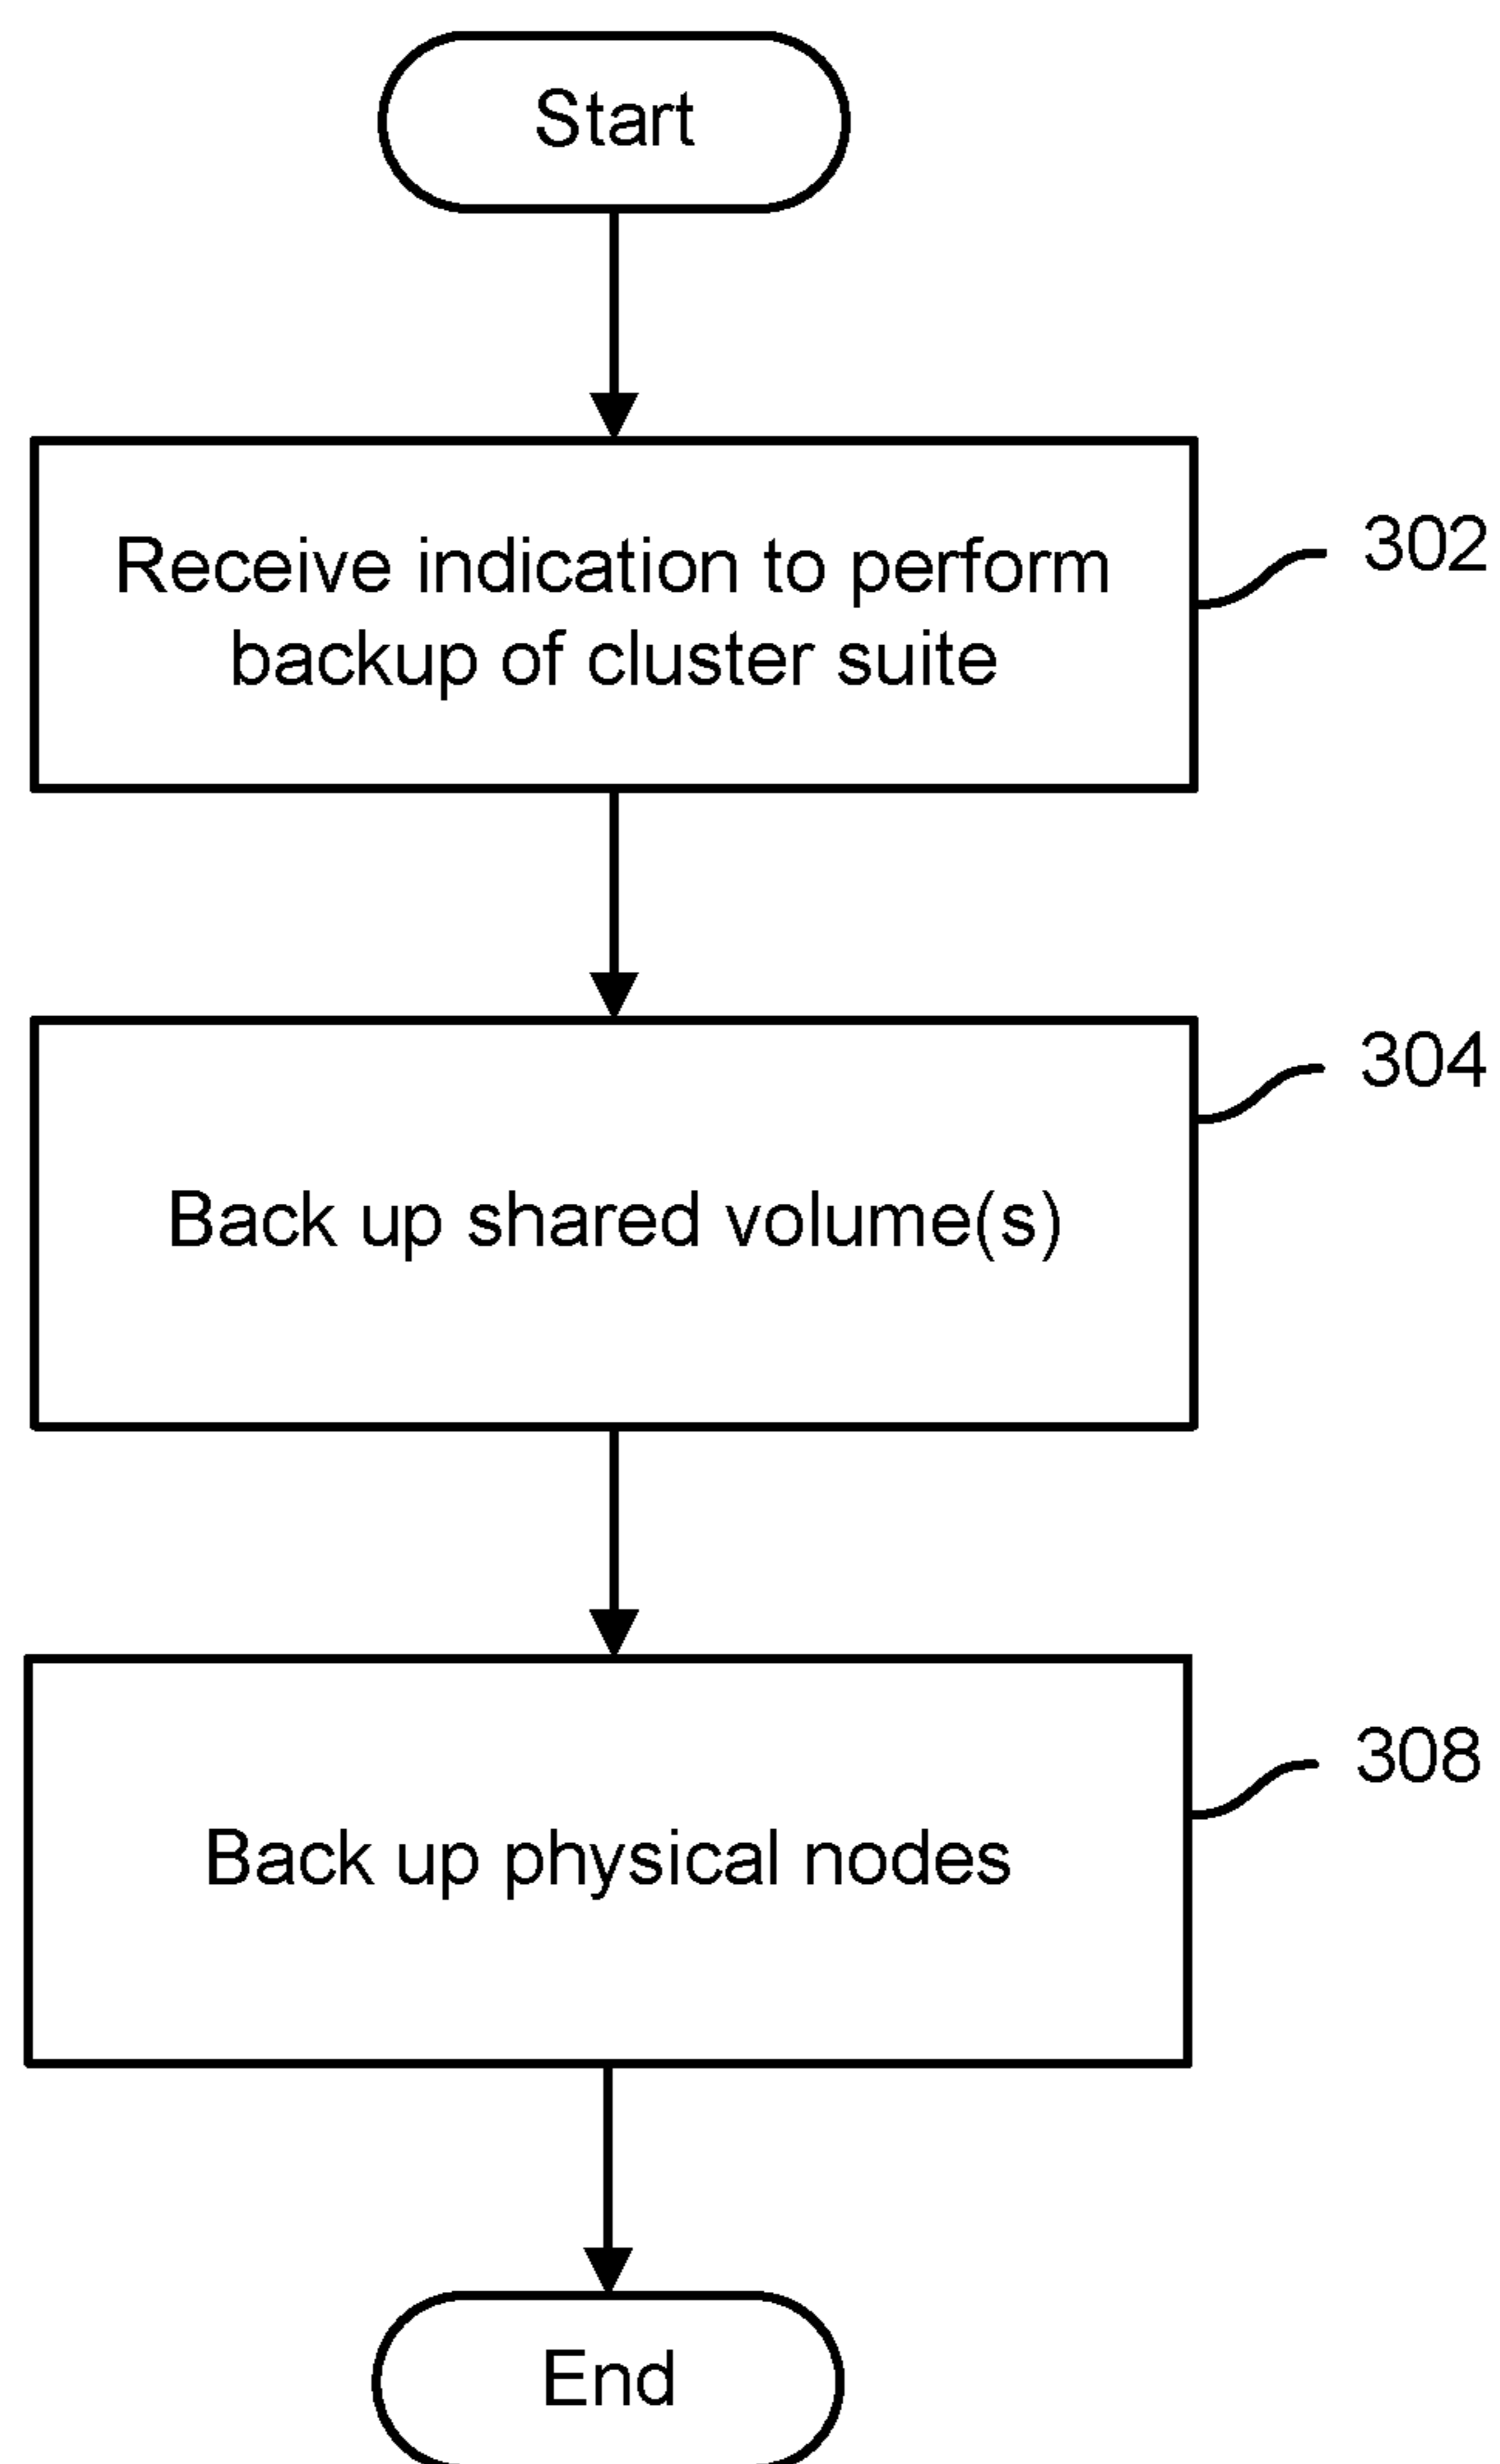 Start
Receive indication to perform
backup of cluster suite
302
304
Back up shared volume(s)
308
Back up physical nodes
End